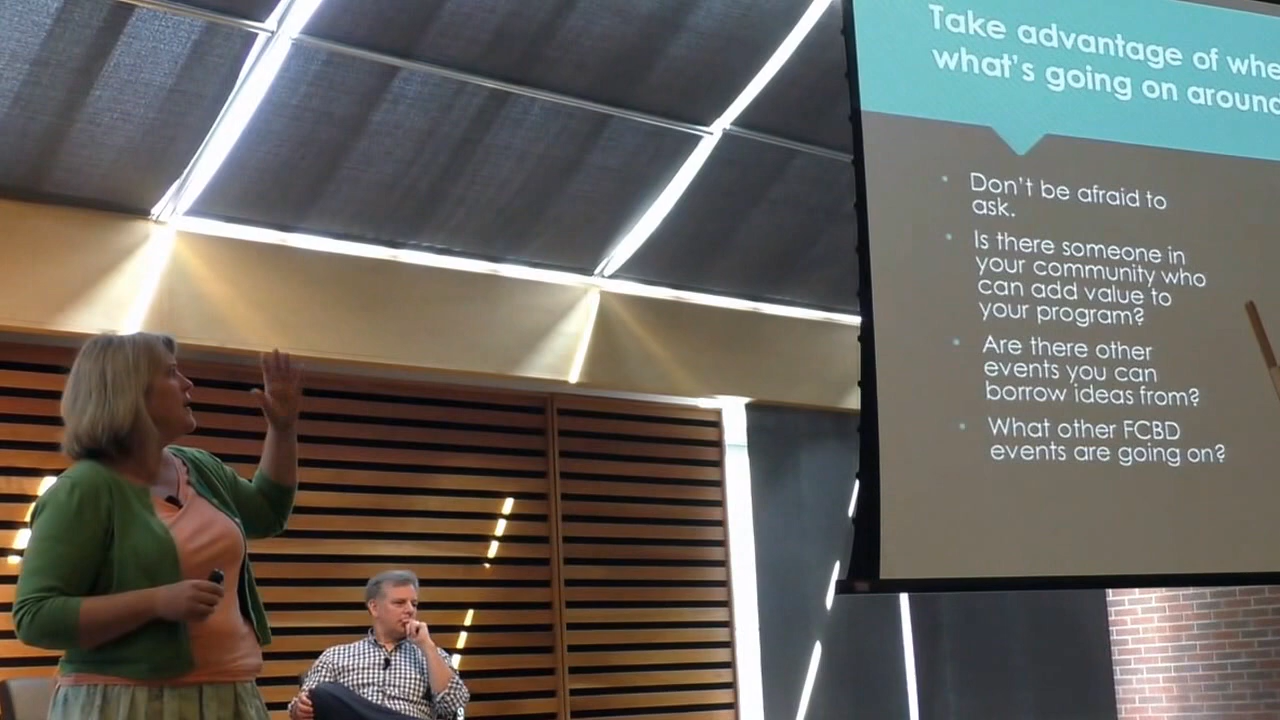 Take advantage of whe
what's going on around
Don't be afraid to
ask.
Is there someone in
your community who
can add value to
your program?
Are there other
events you can
borrow ideas from?
What other FCBD
events are going on?